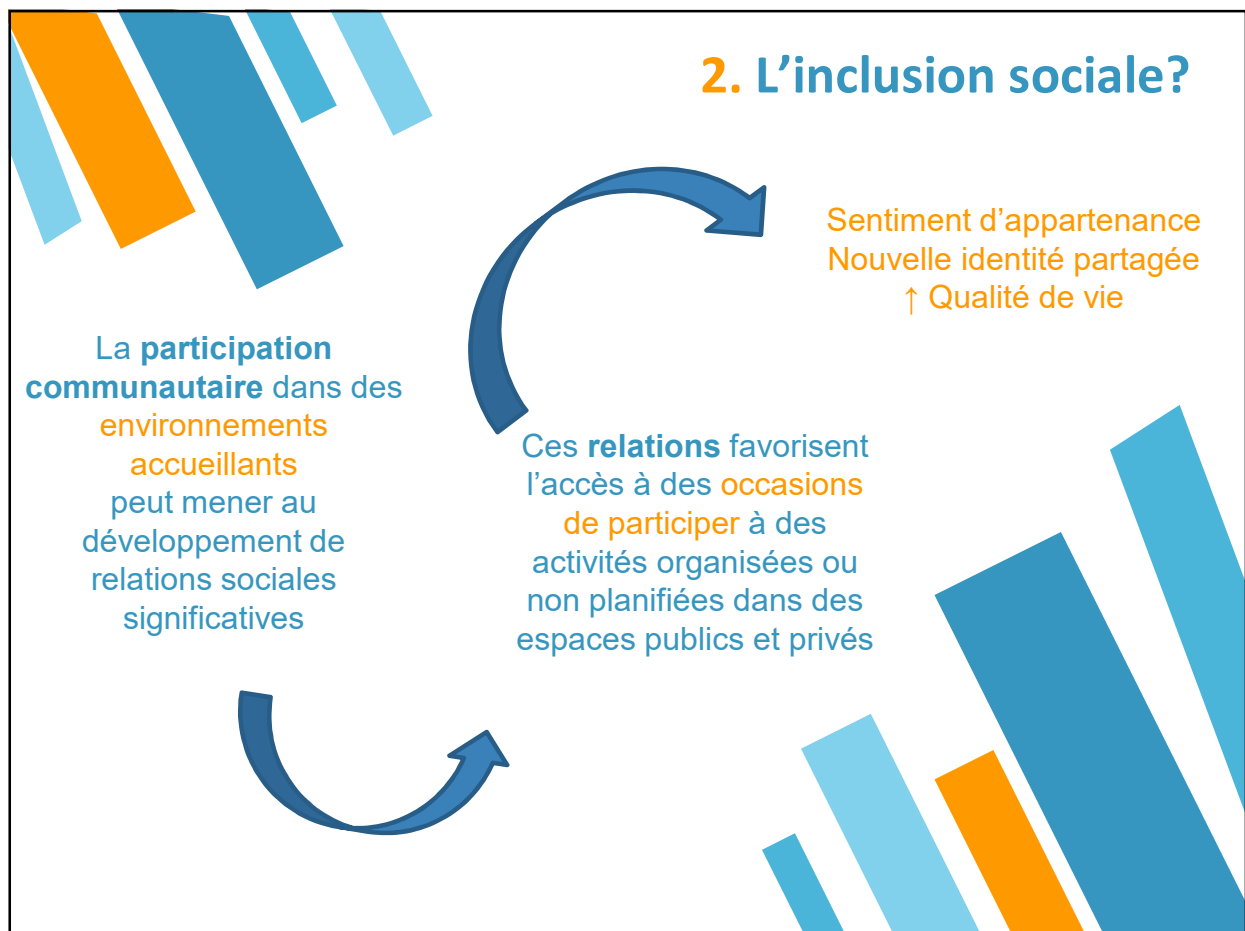 2. L’inclusion sociale?
La participation
communautaire dans des
environnements
accueillants
peut mener au
développement de
relations sociales
significatives
Ces relations favorisent
l’accès à des occasions
de participer à des
activités organisées ou
non planifiées dans des
espaces publics et privés
Sentiment d’appartenance
Nouvelle identité partagée
↑ Qualité de vie